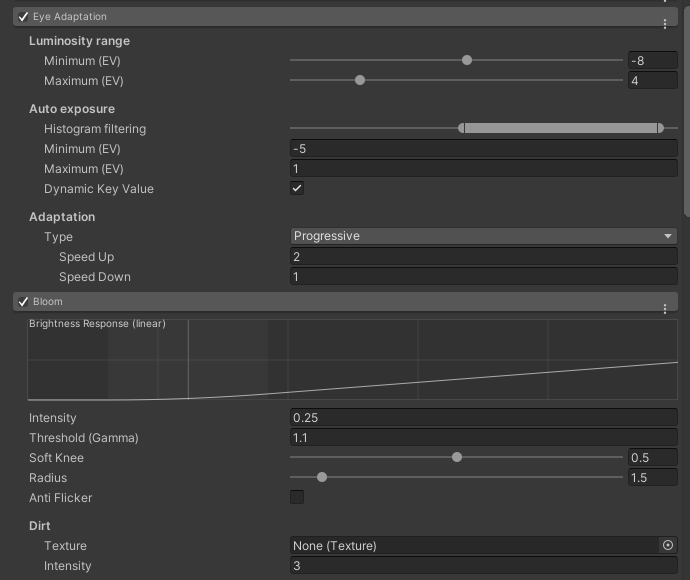 Eye Adaptation
Luminosity range
Minimum (EV) -8
Maximum (EV) 4
Auto exposure
Histogram filtering
Minimum (EV) -5
Maximum (EV) 1
Dynamic Key Value
Adaptation
Type Progressive
Speed Up 2
Speed Down 1
Bloom
Brightness Response (linear)
Intensity 0.25
Threshold (Gamma) 1.1
Soft Knee 0.5
Radius 1.5
Anti Flicker
Dirt
Texture None (Texture)
Intensity 3